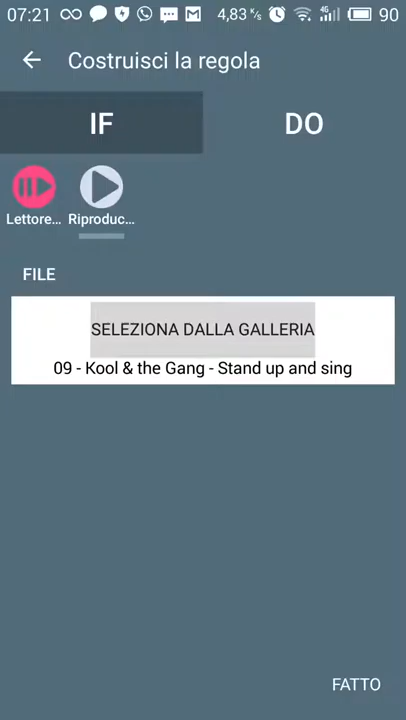 07:21 4,83 K/s 4G 90
Costruisci la regola
IF DO
Lettore... Riproduc...
FILE
SELEZIONA DALLA GALLERIA
09 - Kool & the Gang - Stand up and sing
FATTO